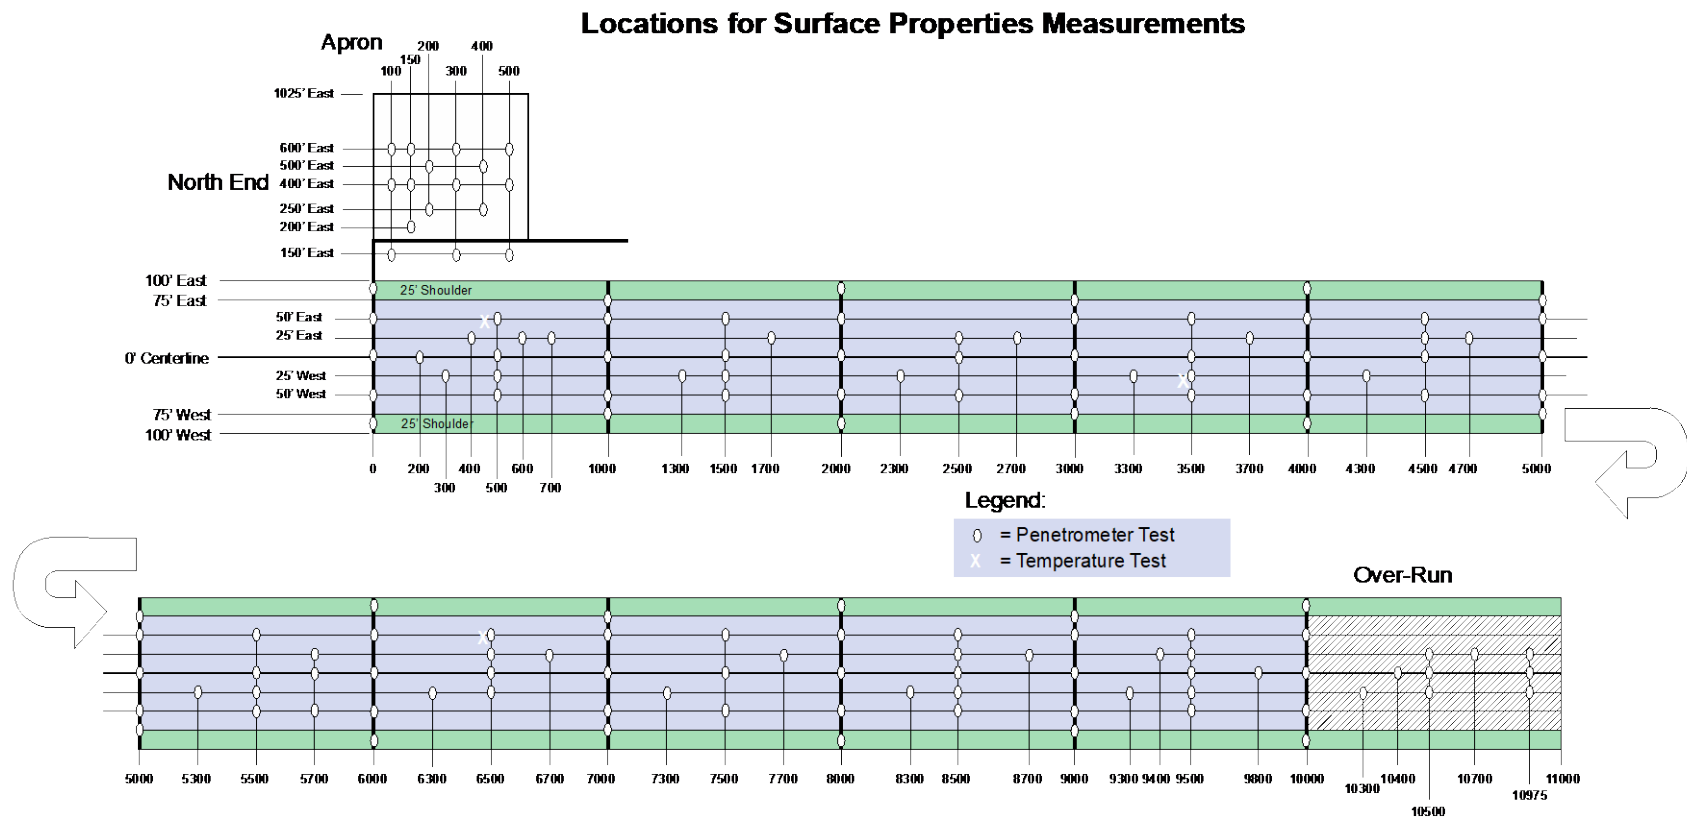 Locations for Surface Properties Measurements
Apron
200 400
150
100 300 500
1025' East
600' East
500' East
North End
400' East
250' East
200' East
150' East
100' East
25' Shoulder
75' East
50' East
X
25' East
0' Centerline
25' West
X
50' West
75' West
25' Shoulder
100' West
0 200 400 600 1000 1300 1500 1700 2000 2300 2500 2700 3000 3300 3500 3700 4000 4300 4500 4700 5000
300 500 700
Legend:
= Penetrometer Test
X = Temperature Test
Over-Run
X
5000 5300 5500 5700 6000 6300 6500 6700 7000 7300 7500 7700 8000 8300 8500 8700 9000 9300 9400 9500 9800 10000 10400 10700 11000
10300 10975
10500